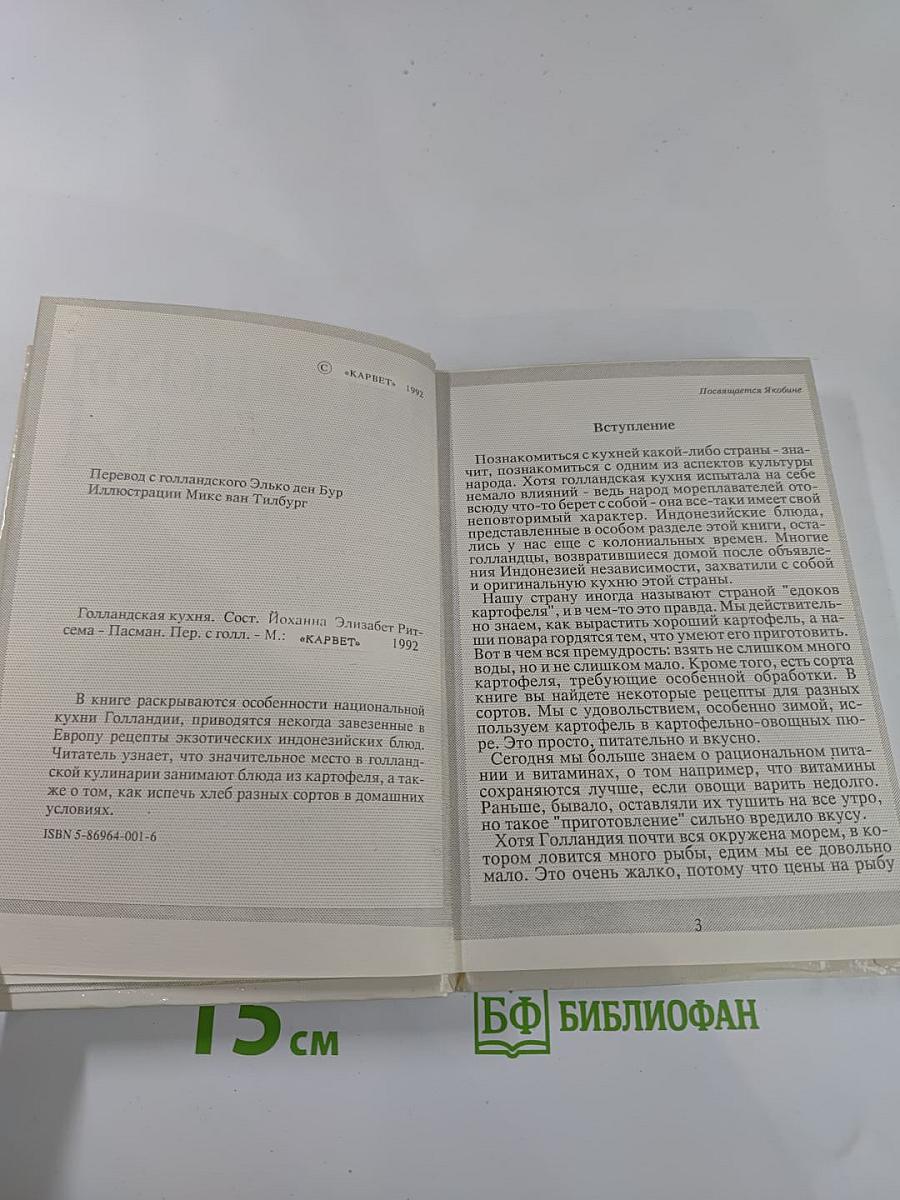 © «КАРВЕТ» 1992
Перевод с голландского Элько ден Бур
Иллюстрации Микс ван Тилбург
Голландская кухня. Сост. Йоханна Элизабет Рит-
сема - Пасман. Пер. с голл. - М.: «КАРВЕТ» 1992
В книге раскрываются особенности национальной
кухни Голландии, приводятся некогда завезенные в
Европу рецепты экзотических индонезийских блюд.
Читатель узнает, что значительное место в голланд-
ской кулинарии занимают блюда из картофеля, а так-
же о том, как испечь хлеб разных сортов в домашних
условиях.
ISBN 5-86964-001-6
Посвящается Якобине
Вступление
Познакомиться с кухней какой-либо страны - зна-
чит, познакомиться с одним из аспектов культуры
народа. Хотя голландская кухня испытала на себе
немало влияний - ведь народ мореплавателей ото-
всюду что-то берет с собой - она все-таки имеет свой
неповторимый характер. Индонезийские блюда,
представленные в особом разделе этой книги, оста-
лись у нас еще с колониальных времен. Многие
голландцы, возвратившиеся домой после объявле-
ния Индонезией независимости, захватили с собой
и оригинальную кухню этой страны.
Нашу страну иногда называют страной "едоков
картофеля", и в чем-то это правда. Мы действитель-
но знаем, как вырастить хороший картофель, а на-
ши повара гордятся тем, что умеют его приготовить.
Вот в чем вся премудрость: взять не слишком много
воды, но и не слишком мало. Кроме того, есть сорта
картофеля, требующие особенной обработки. В
книге вы найдете некоторые рецепты для разных
сортов. Мы с удовольствием, особенно зимой, ис-
пользуем картофель в картофельно-овощных пю-
ре. Это просто, питательно и вкусно.
Сегодня мы больше знаем о рациональном пита-
нии и витаминах, о том например, что витамины
сохраняются лучше, если овощи варить недолго.
Раньше, бывало, оставляли их тушить на все утро,
но такое "приготовление" сильно вредило вкусу.
Хотя Голландия почти вся окружена морем, в ко-
тором ловится много рыбы, едим мы ее довольно
мало. Это очень жалко, потому что цены на рыбу
3
15 см
БФ БИБЛИОФАН